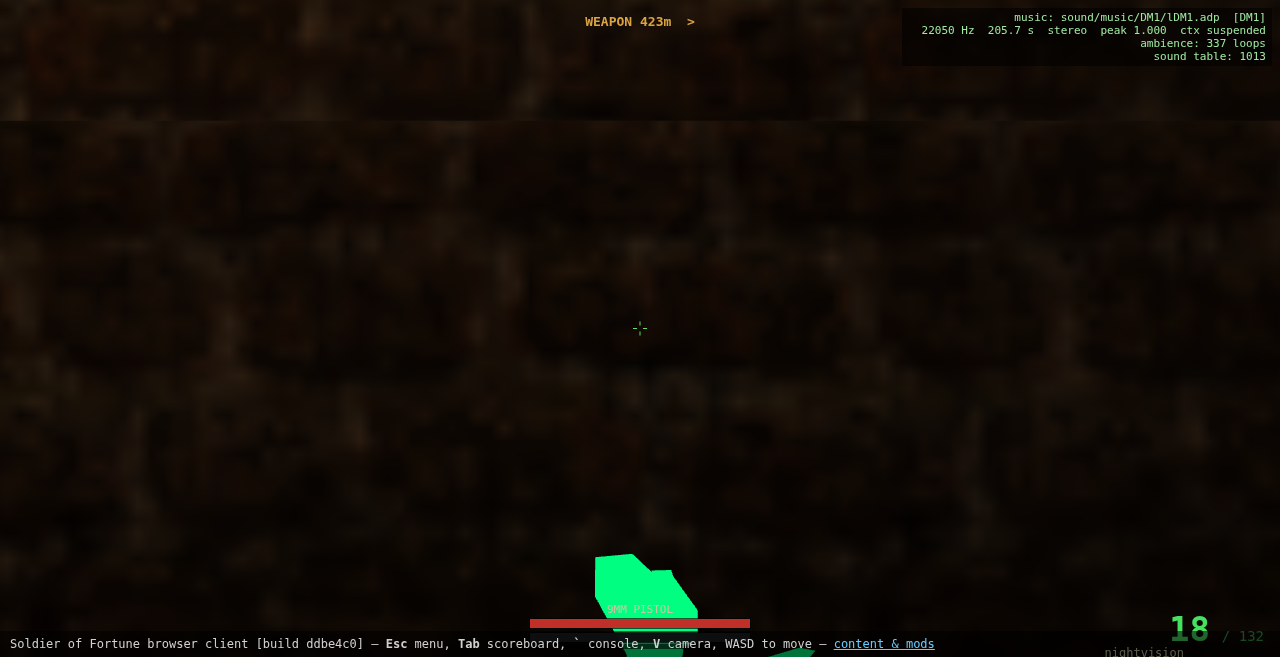 WEAPON 423m  >
music: sound/music/DM1/lDM1.adp  [DM1]
22050 Hz  205.7 s  stereo  peak 1.000  ctx suspended
ambience: 337 loops
sound table: 1013
9MM PISTOL
18 / 132
Soldier of Fortune browser client [build ddbe4c0] — Esc menu, Tab scoreboard, ` console, V camera, WASD to move — content & mods
nightvision